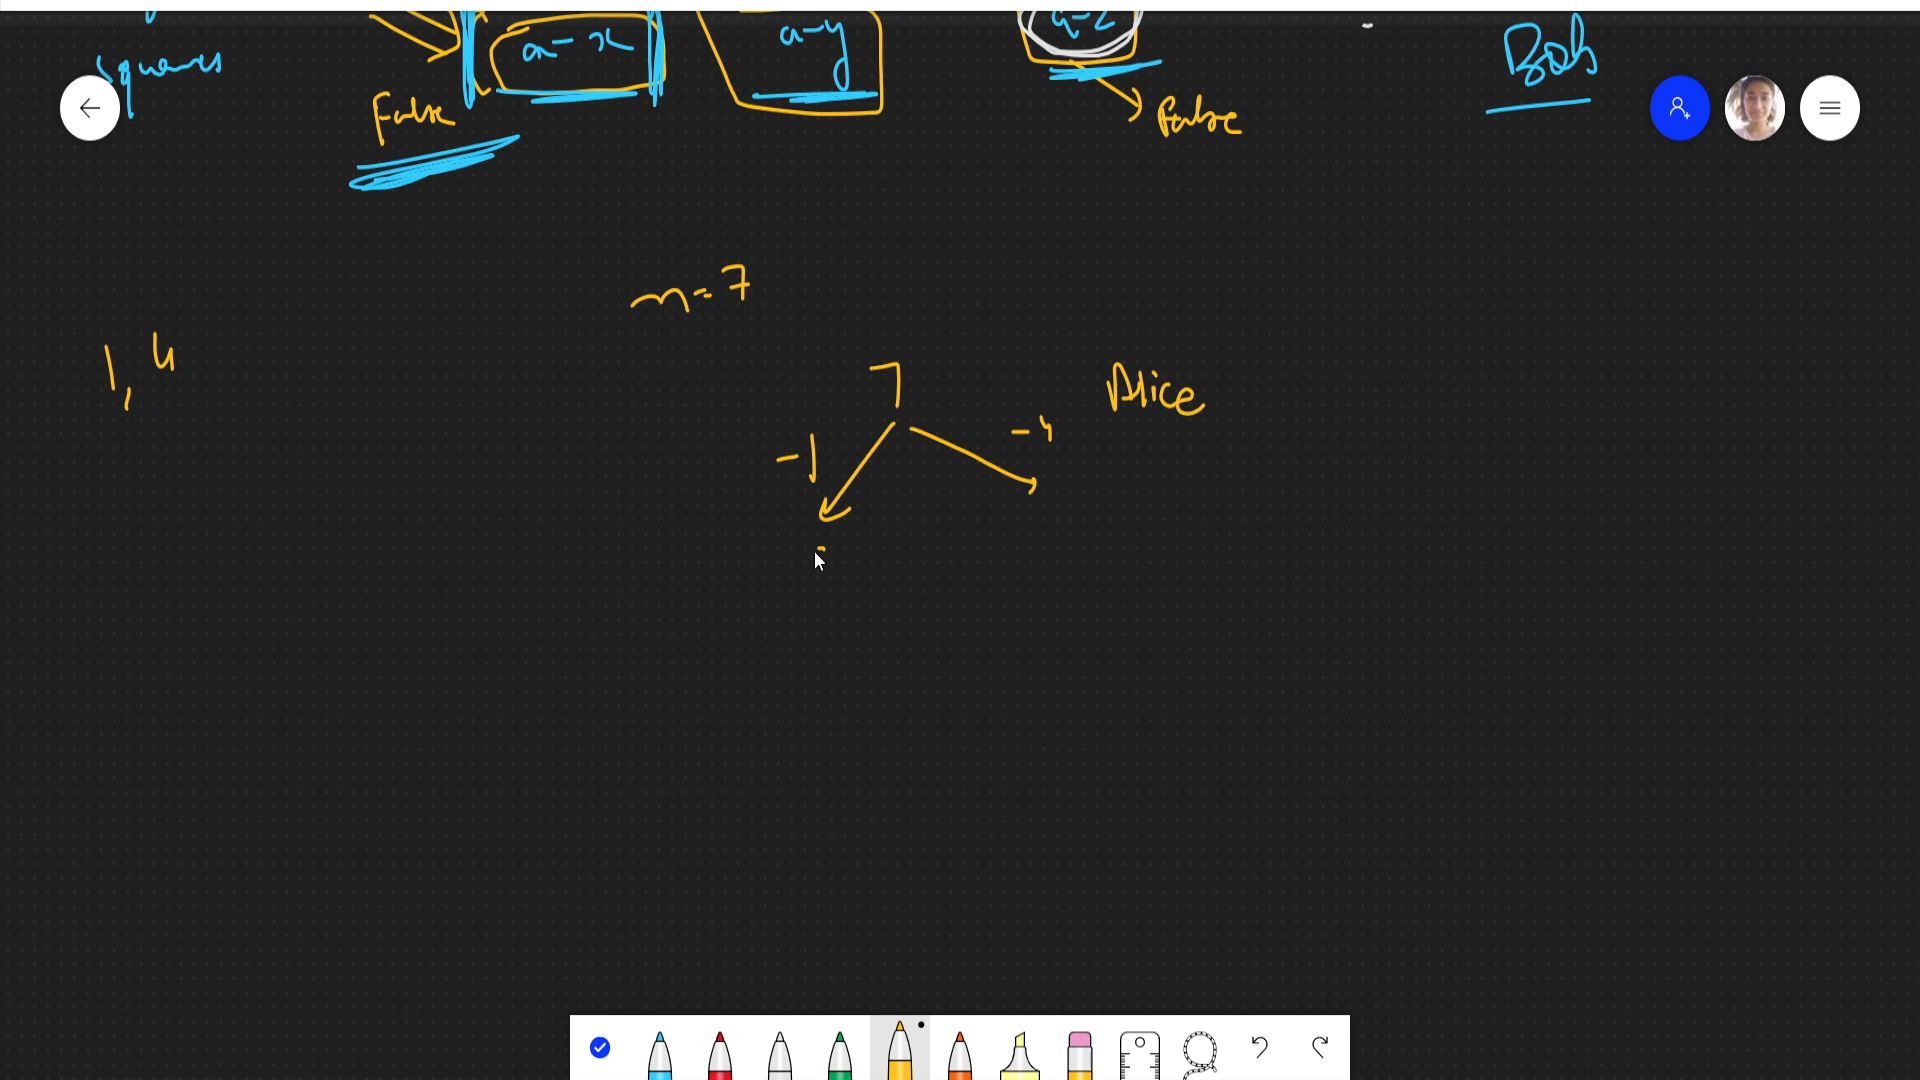 squares
a-x
a-y
a-z
False
False
Bob
n=7
1, 4
7
Alice
-1
-4